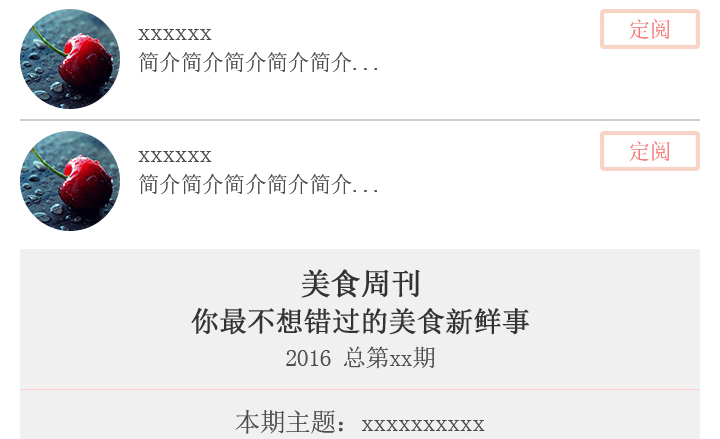 xxxxxx
定阅
简介简介简介简介简介...
xxxxxx
定阅
简介简介简介简介简介...
美食周刊
你最不想错过的美食新鲜事
2016 总第xx期
本期主题：xxxxxxxxxx